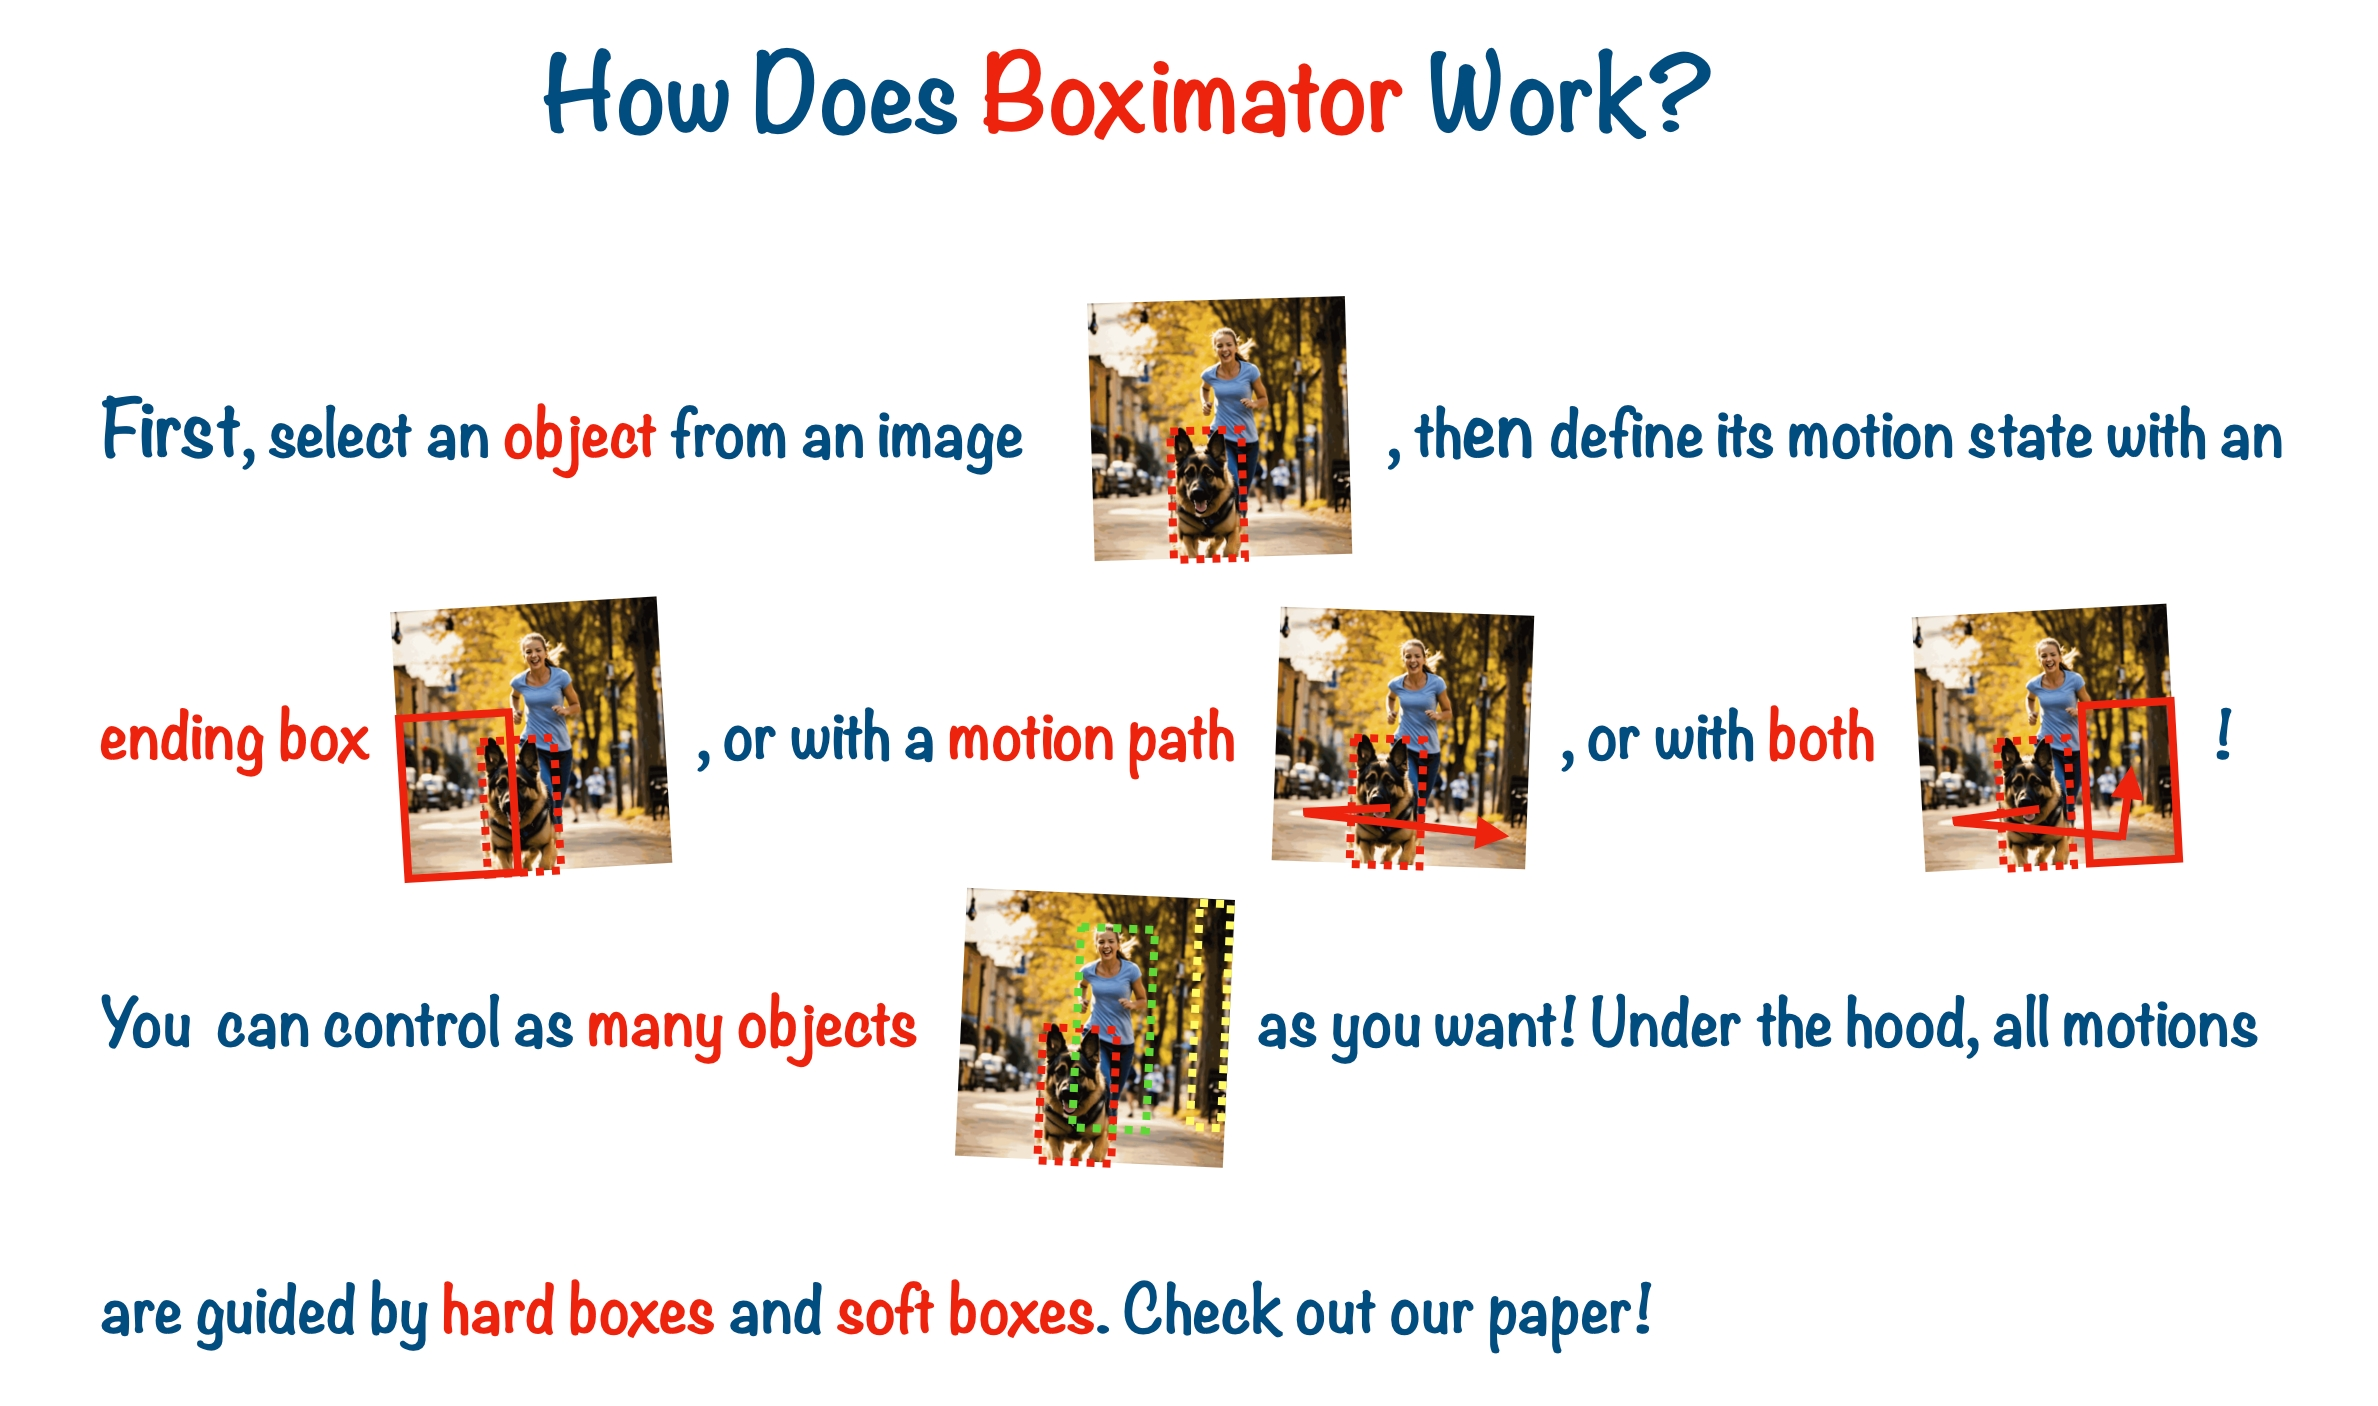 How Does Boximator Work?
First, select an object from an image , then define its motion state with an
ending box , or with a motion path , or with both !
You can control as many objects as you want! Under the hood, all motions
are guided by hard boxes and soft boxes. Check out our paper!